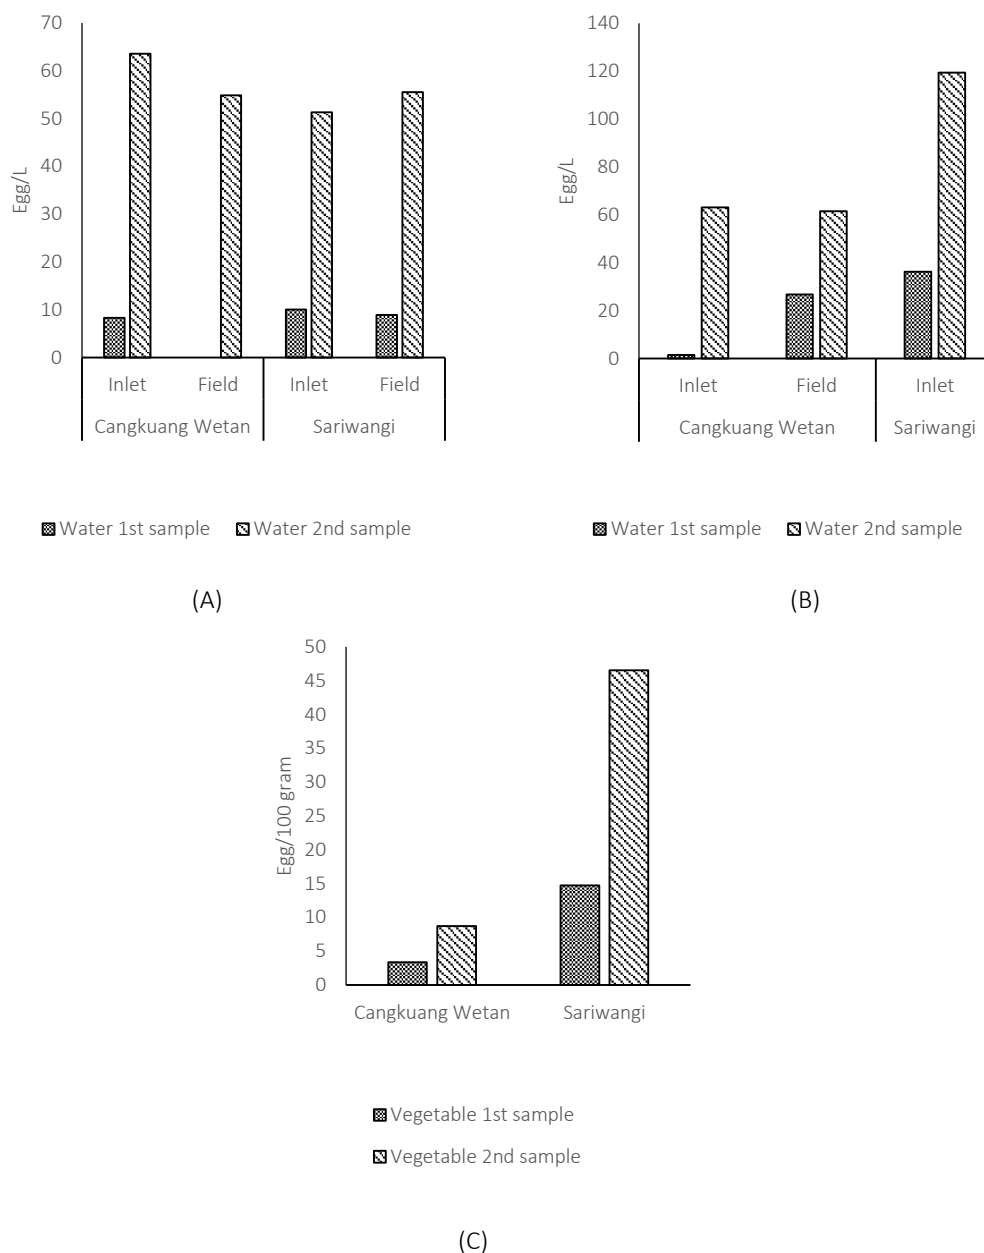 70
60
50
40
30
20
10
0
Egg/L
Inlet Field Inlet Field
Cangkuang Wetan Sariwangi
Water 1st sample Water 2nd sample
(A)
140
120
100
80
60
40
20
0
Egg/L
Inlet Field Inlet
Cangkuang Wetan Sariwangi
Water 1st sample Water 2nd sample
(B)
50
45
40
35
30
25
20
15
10
5
0
Egg/100 gram
Cangkuang Wetan Sariwangi
Vegetable 1st sample
Vegetable 2nd sample
(C)